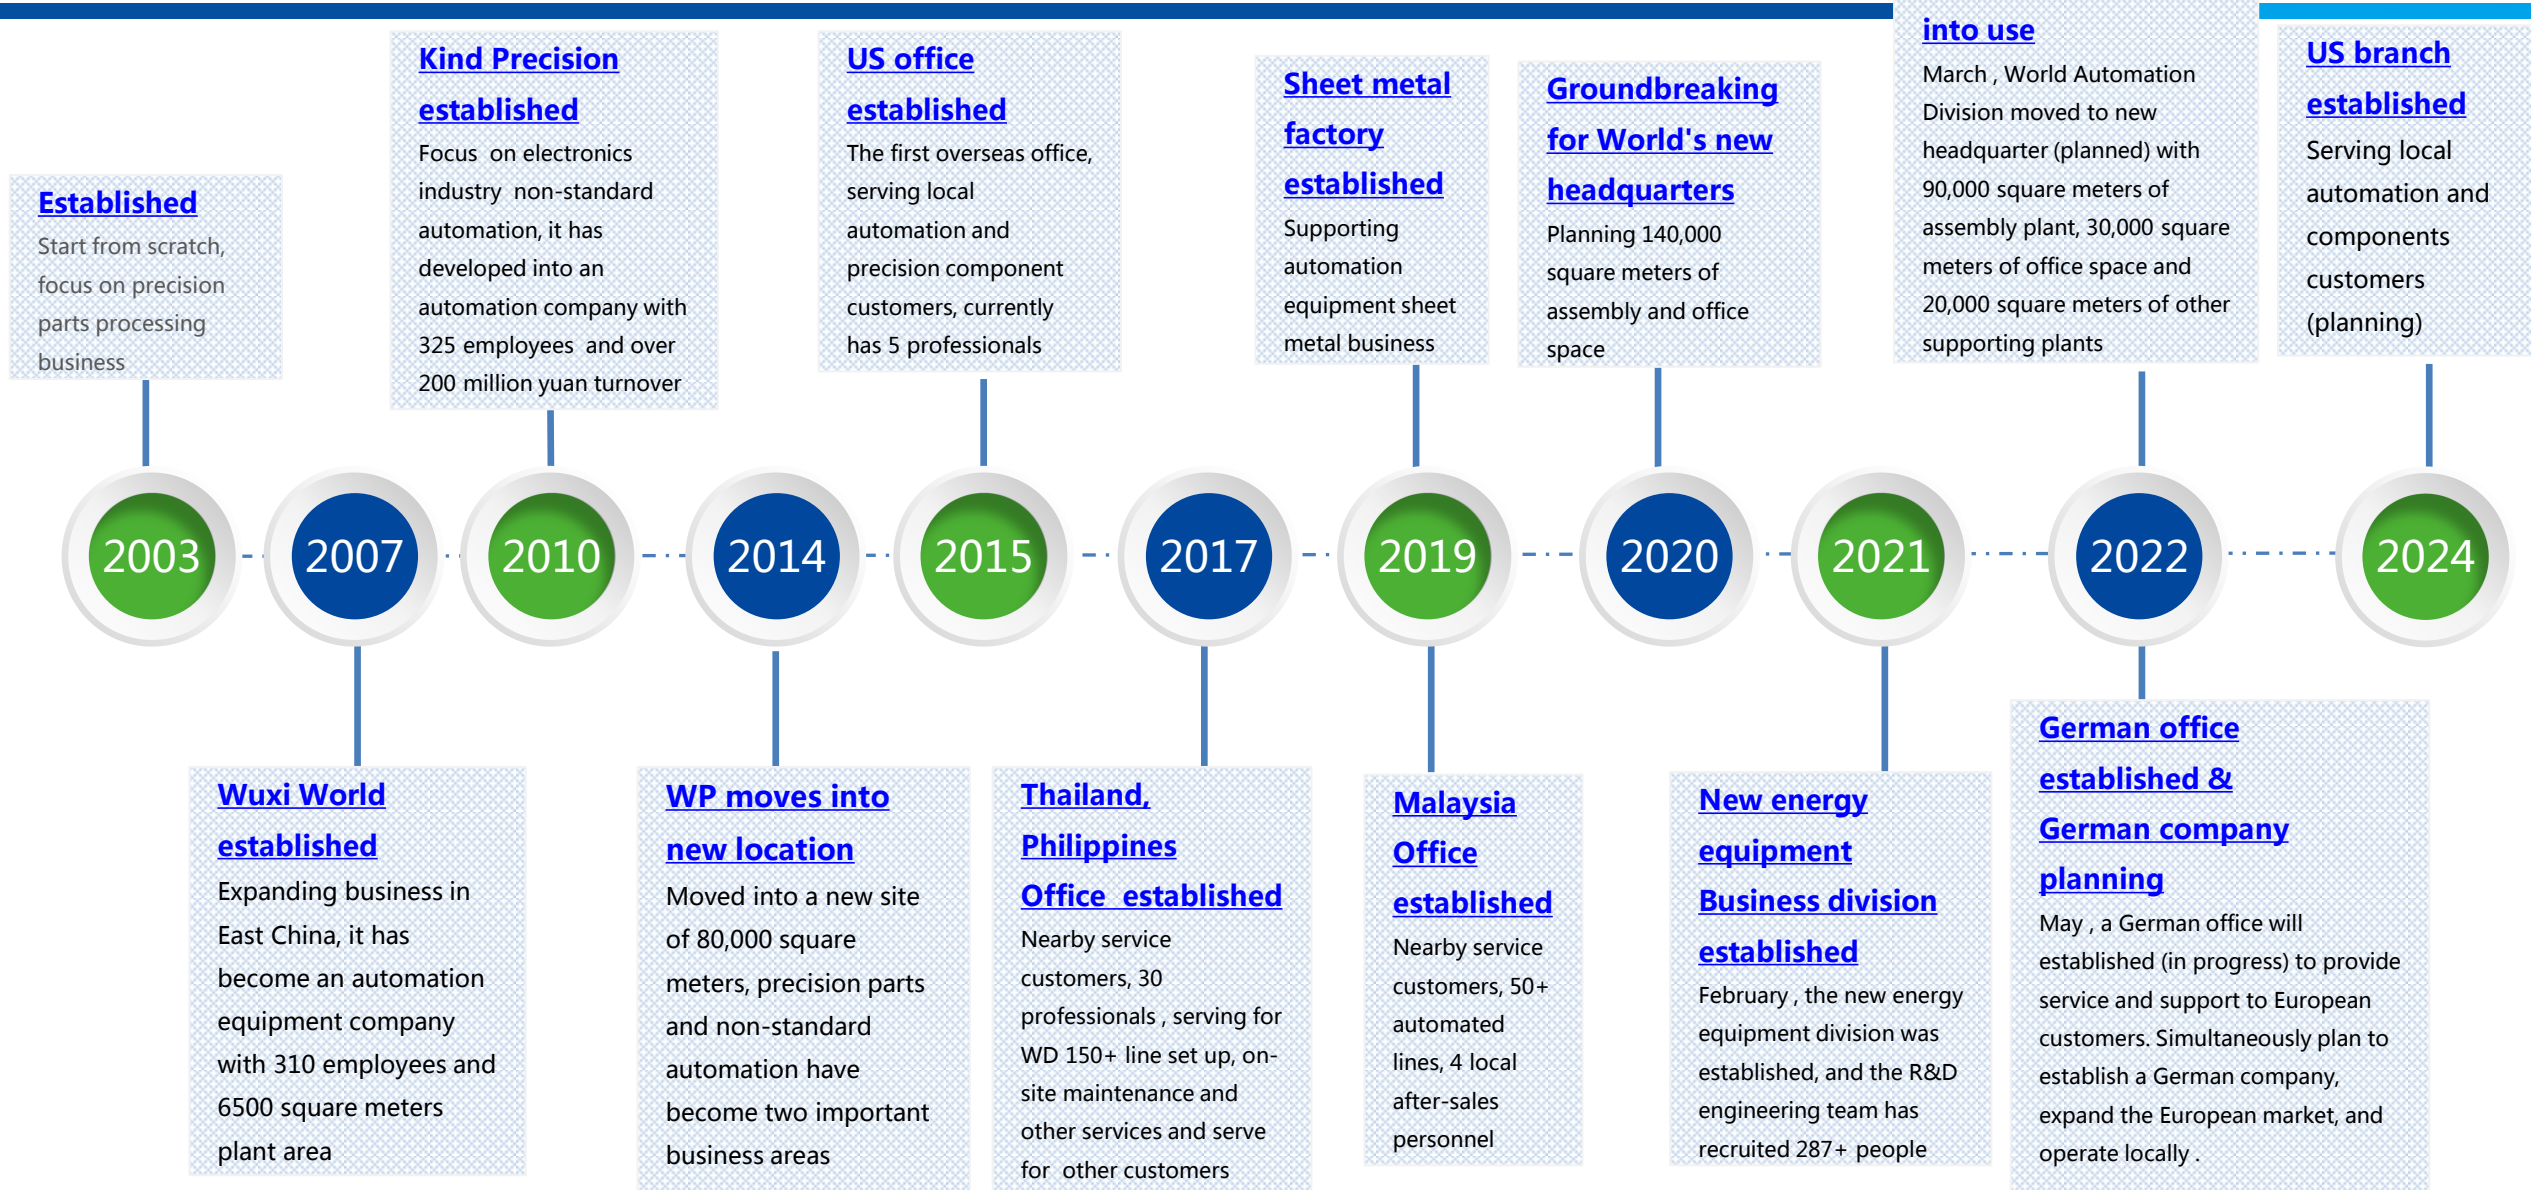 Established
Start from scratch,
focus on precision
parts processing
business
Kind Precision
established
Focus on electronics
industry non-standard
automation, it has
developed into an
automation company with
325 employees and over
200 million yuan turnover
US office
established
The first overseas office,
serving local
automation and
precision component
customers, currently
has 5 professionals
Sheet metal
factory
established
Supporting
automation
equipment sheet
metal business
Groundbreaking
for World's new
headquarters
Planning 140,000
square meters of
assembly and office
space
into use
March , World Automation
Division moved to new
headquarter (planned) with
90,000 square meters of
assembly plant, 30,000 square
meters of office space and
20,000 square meters of other
supporting plants
US branch
established
Serving local
automation and
components
customers
(planning)
2003
2007
2010
2014
2015
2017
2019
2020
2021
2022
2024
Wuxi World
established
Expanding business in
East China, it has
become an automation
equipment company
with 310 employees and
6500 square meters
plant area
WP moves into
new location
Moved into a new site
of 80,000 square
meters, precision parts
and non-standard
automation have
become two important
business areas
Thailand,
Philippines
Office established
Nearby service
customers, 30
professionals , serving for
WD 150+ line set up, on-
site maintenance and
other services and serve
for other customers
Malaysia
Office
established
Nearby service
customers, 50+
automated
lines, 4 local
after-sales
personnel
New energy
equipment
Business division
established
February , the new energy
equipment division was
established, and the R&D
engineering team has
recruited 287+ people
German office
established &
German company
planning
May , a German office will
established (in progress) to provide
service and support to European
customers. Simultaneously plan to
establish a German company,
expand the European market, and
operate locally .